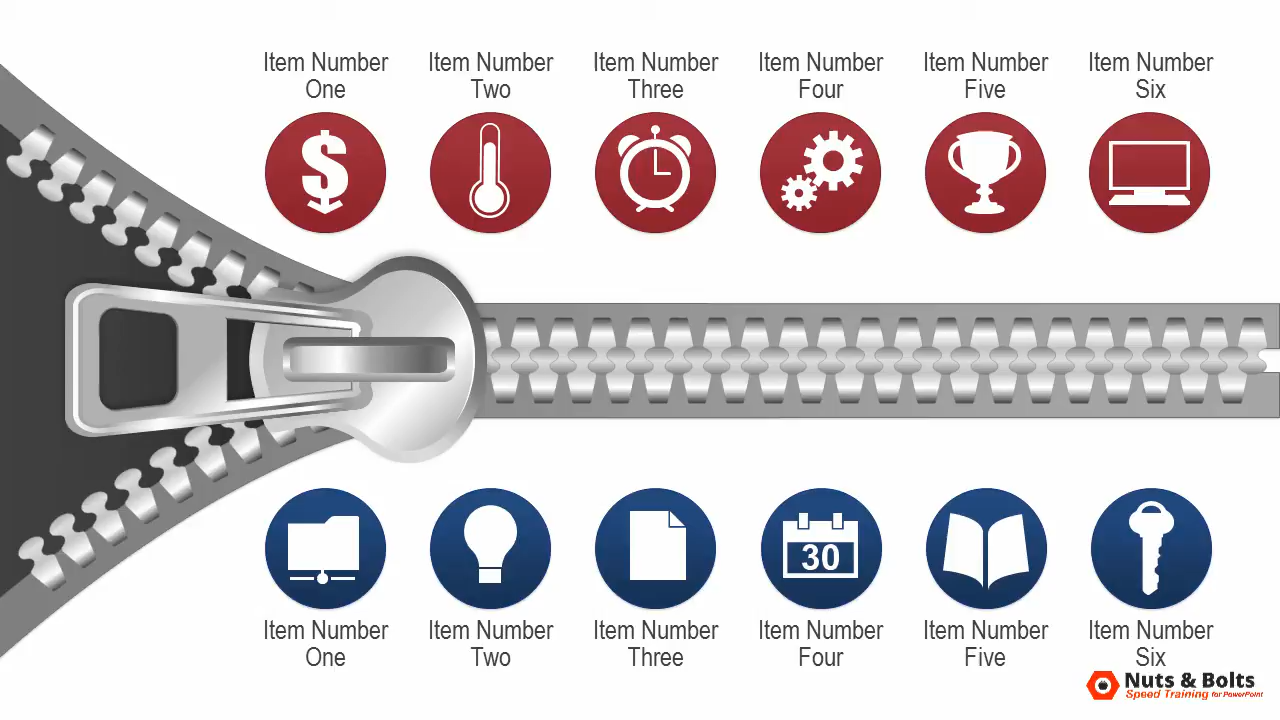 Item Number
One
Item Number
Two
Item Number
Three
Item Number
Four
Item Number
Five
Item Number
Six
30
Item Number
One
Item Number
Two
Item Number
Three
Item Number
Four
Item Number
Five
Item Number
Six
Nuts & Bolts
Speed Training for PowerPoint